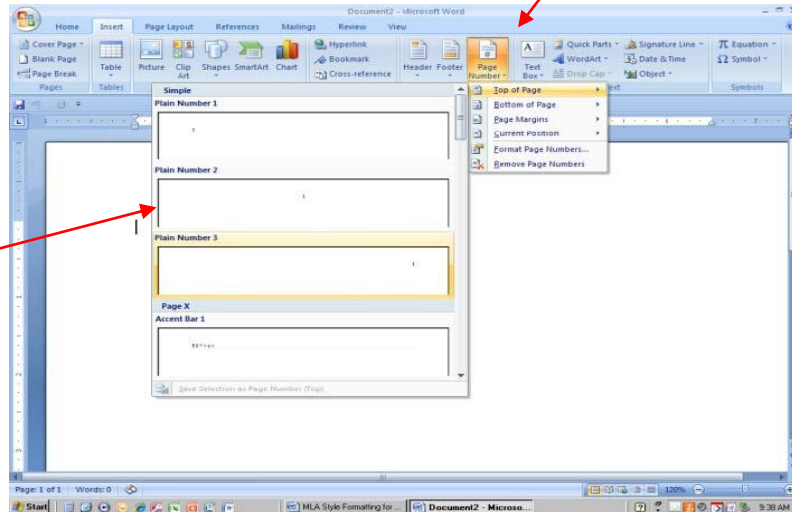 Document2 - Microsoft Word
Home Insert Page Layout References Mailings Review View
Cover Page
Blank Page
Page Break
Pages
Table
Tables
Picture Clip Art Shapes SmartArt Chart
Hyperlink
Bookmark
Cross-reference
Header Footer Page Number
Text Box
Quick Parts
WordArt
Drop Cap
Signature Line
Date & Time
Object
π Equation
Ω Symbol
Symbols
Top of Page
Bottom of Page
Page Margins
Current Position
Format Page Numbers...
Remove Page Numbers
Simple
Plain Number 1
1
Plain Number 2
1
Plain Number 3
1
Page X
Accent Bar 1
Save Selection as Page Number (Top)
Page: 1 of 1 Words: 0 120%
Start MLA Style Formatting for ... Document2 - Microso... 9:38 AM